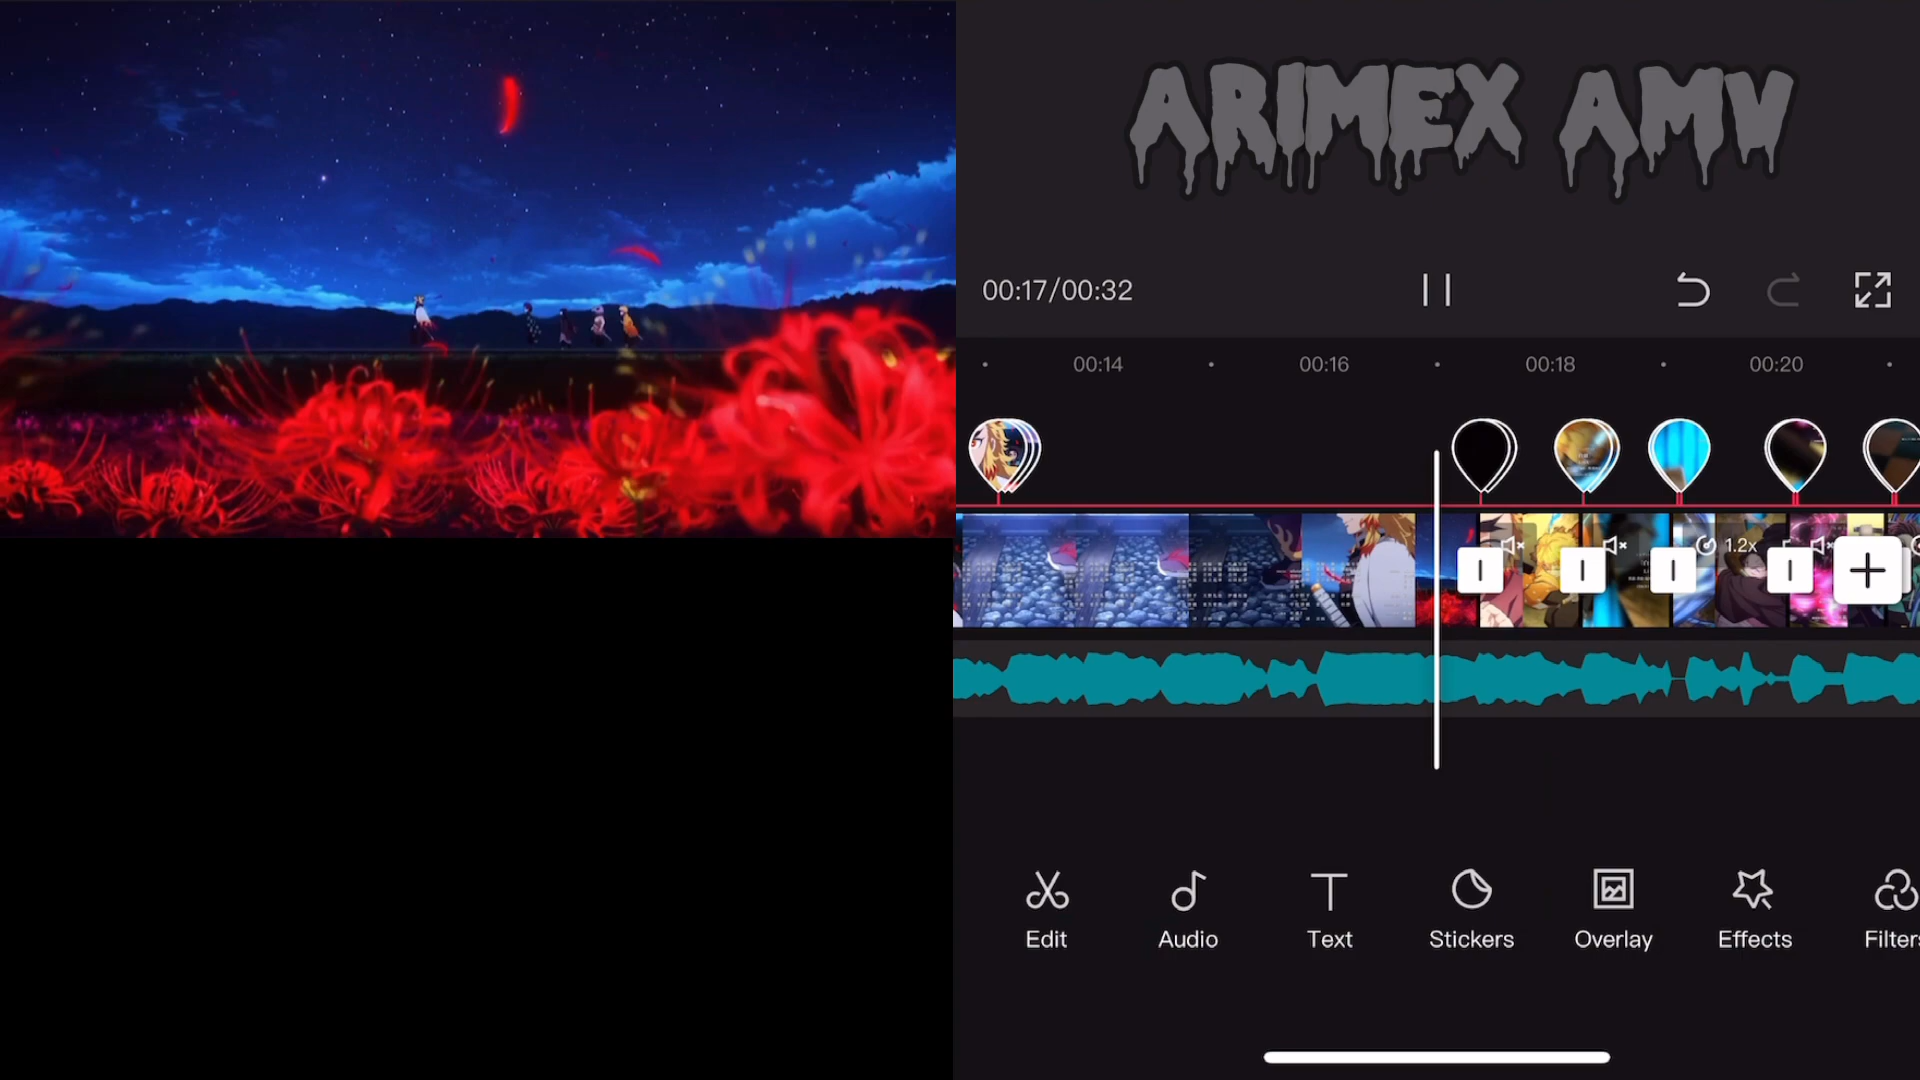 ARIMEX AMV
00:17/00:32
00:14 00:16 00:18 00:20
1.2x
Edit Audio Text Stickers Overlay Effects Filters